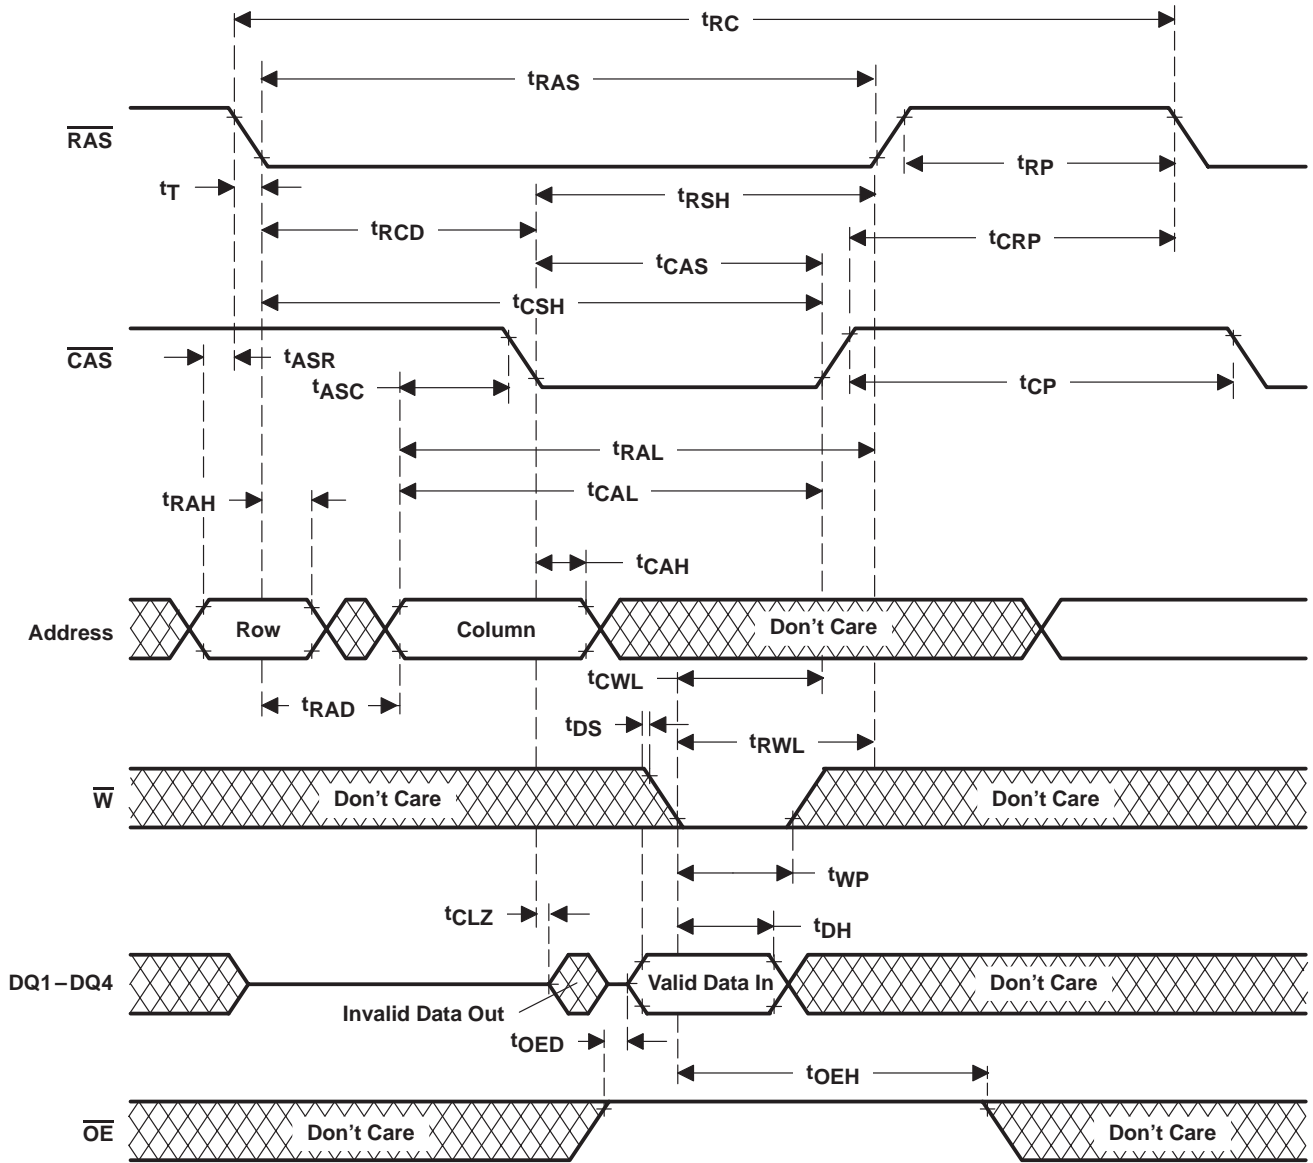 tRC
tRAS
RAS
tT
tRP
tRSH
tRCD
tCRP
tCAS
tCSH
CAS
tASR
tASC
tCP
tRAL
tRAH
tCAL
tCAH
Address
Row
Column
Don't Care
tCWL
tRAD
tDS
tRWL
W
Don't Care
Don't Care
tWP
tCLZ
tDH
DQ1–DQ4
Valid Data In
Don't Care
Invalid Data Out
tOED
tOEH
OE
Don't Care
Don't Care